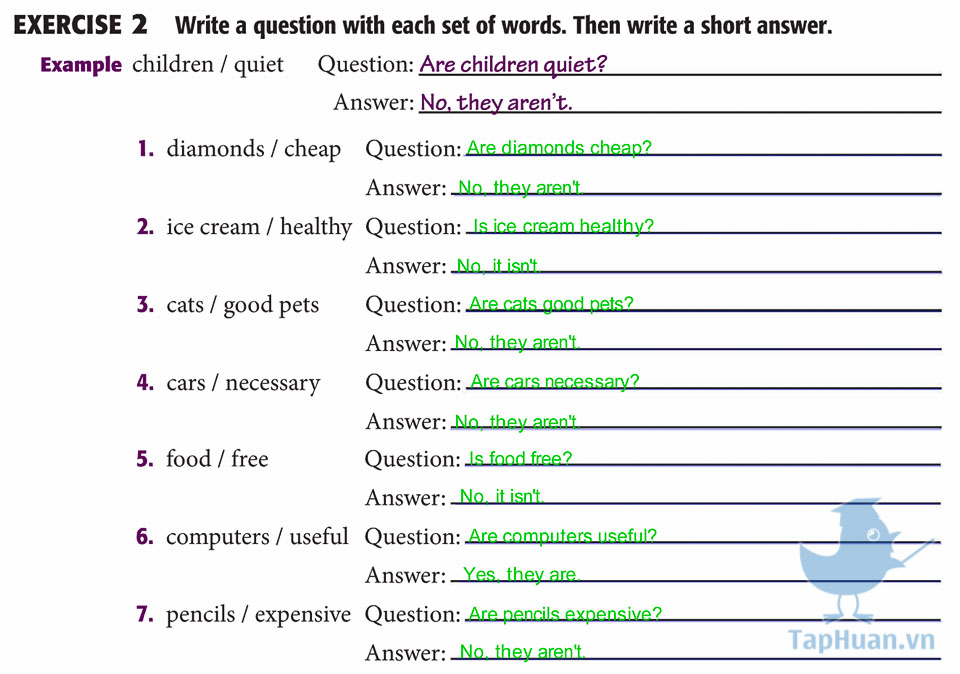 EXERCISE 2 Write a question with each set of words. Then write a short answer.
Example children / quiet Question: Are children quiet?
Answer: No, they aren't.
1. diamonds / cheap Question: Are diamonds cheap?
Answer: No, they aren't.
2. ice cream / healthy Question: Is ice cream healthy?
Answer: No, it isn't.
3. cats / good pets Question: Are cats good pets?
Answer: No, they aren't.
4. cars / necessary Question: Are cars necessary?
Answer: No, they aren't.
5. food / free Question: Is food free?
Answer: No, it isn't.
6. computers / useful Question: Are computers useful?
Answer: Yes, they are.
7. pencils / expensive Question: Are pencils expensive?
Answer: No, they aren't.
TapHuan.vn